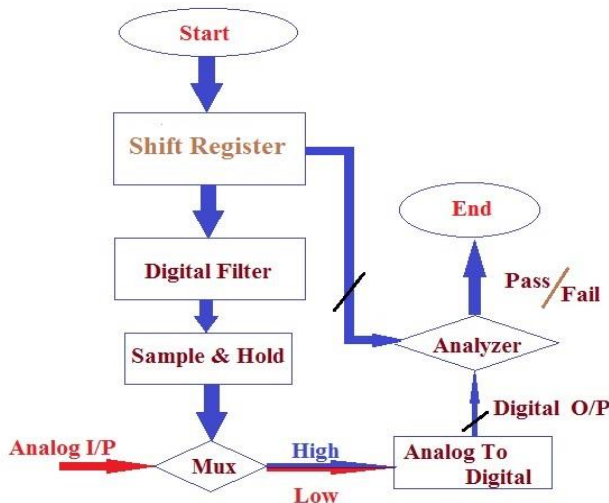 Start
Shift Register
End
Digital Filter
Pass/
Fail
Sample & Hold
Analyzer
Digital O/P
Analog I/P
Mux
High
Low
Analog To
Digital